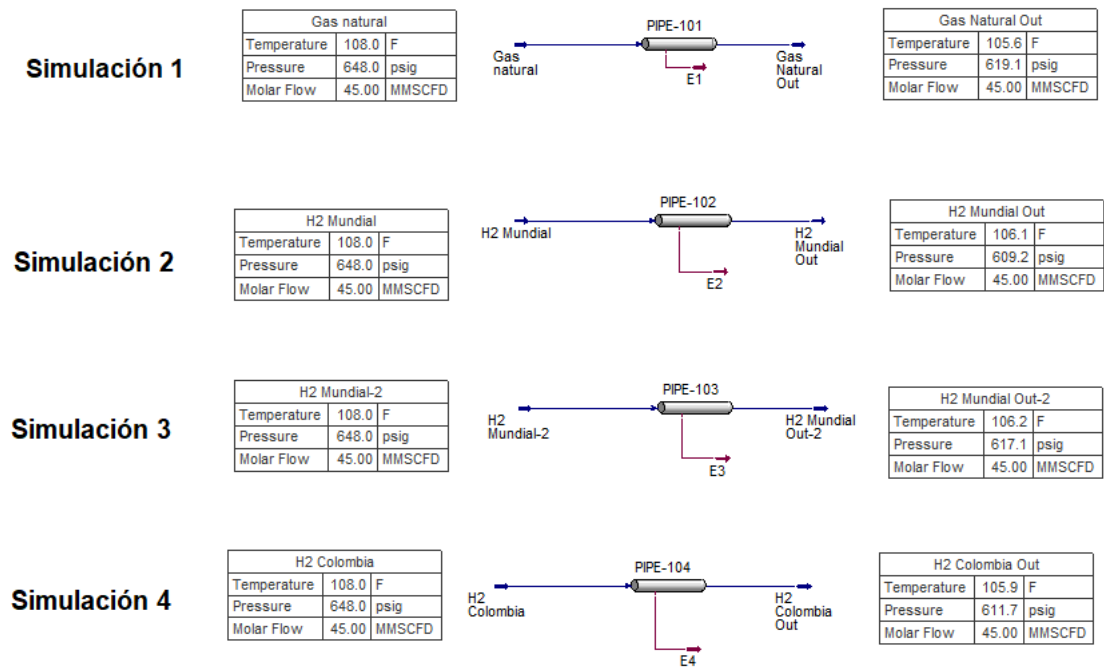 Simulación 1
Gas natural
Temperature 108.0 F
Pressure 648.0 psig
Molar Flow 45.00 MMSCFD
PIPE-101
Gas
natural
E1
Gas
Natural
Out
Gas Natural Out
Temperature 105.6 F
Pressure 619.1 psig
Molar Flow 45.00 MMSCFD
Simulación 2
H2 Mundial
Temperature 108.0 F
Pressure 648.0 psig
Molar Flow 45.00 MMSCFD
PIPE-102
H2 Mundial
E2
H2
Mundial
Out
H2 Mundial Out
Temperature 106.1 F
Pressure 609.2 psig
Molar Flow 45.00 MMSCFD
Simulación 3
H2 Mundial-2
Temperature 108.0 F
Pressure 648.0 psig
Molar Flow 45.00 MMSCFD
PIPE-103
H2
Mundial-2
E3
H2 Mundial
Out-2
H2 Mundial Out-2
Temperature 106.2 F
Pressure 617.1 psig
Molar Flow 45.00 MMSCFD
Simulación 4
H2 Colombia
Temperature 108.0 F
Pressure 648.0 psig
Molar Flow 45.00 MMSCFD
PIPE-104
H2
Colombia
E4
H2
Colombia
Out
H2 Colombia Out
Temperature 105.9 F
Pressure 611.7 psig
Molar Flow 45.00 MMSCFD